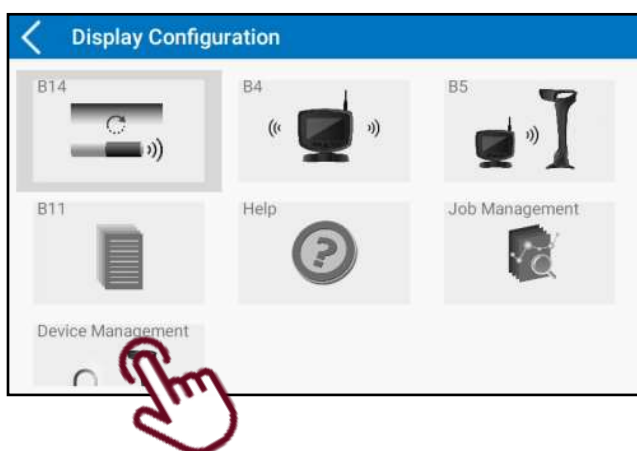 Display Configuration
B14
B4
B5
B11
Help
Job Management
Device Management